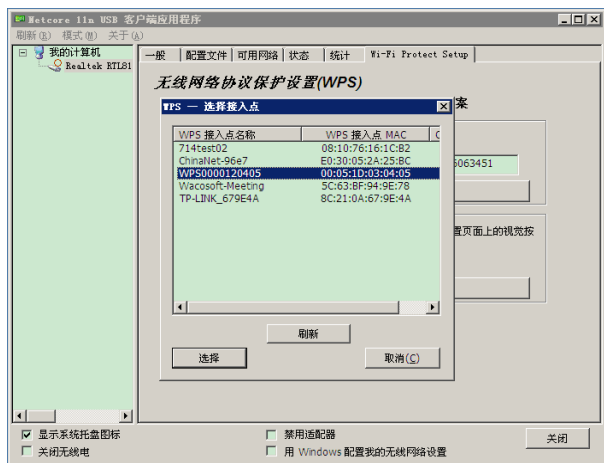 Netcore 11n USB 客户端应用程序
刷新(R) 模式(M) 关于(A)
我的计算机
Realtek RTL81
一般 配置文件 可用网络 状态 统计 Wi-Fi Protect Setup
无线网络协议保护设置(WPS)
案
WPS — 选择接入点
WPS 接入点名称 WPS 接入点 MAC C
714test02 08:10:76:16:1C:B2
ChinaNet-96e7 E0:30:05:2A:25:BC
WPS0000120405 00:05:1D:03:04:05
Wacosoft-Meeting 5C:63:BF:94:9E:78
TP-LINK_679E4A 8C:21:0A:67:9E:4A
5063451
置页面上的视觉按
刷新
选择 取消(C)
显示系统托盘图标 禁用适配器
关闭无线电 用 Windows 配置我的无线网络设置
关闭